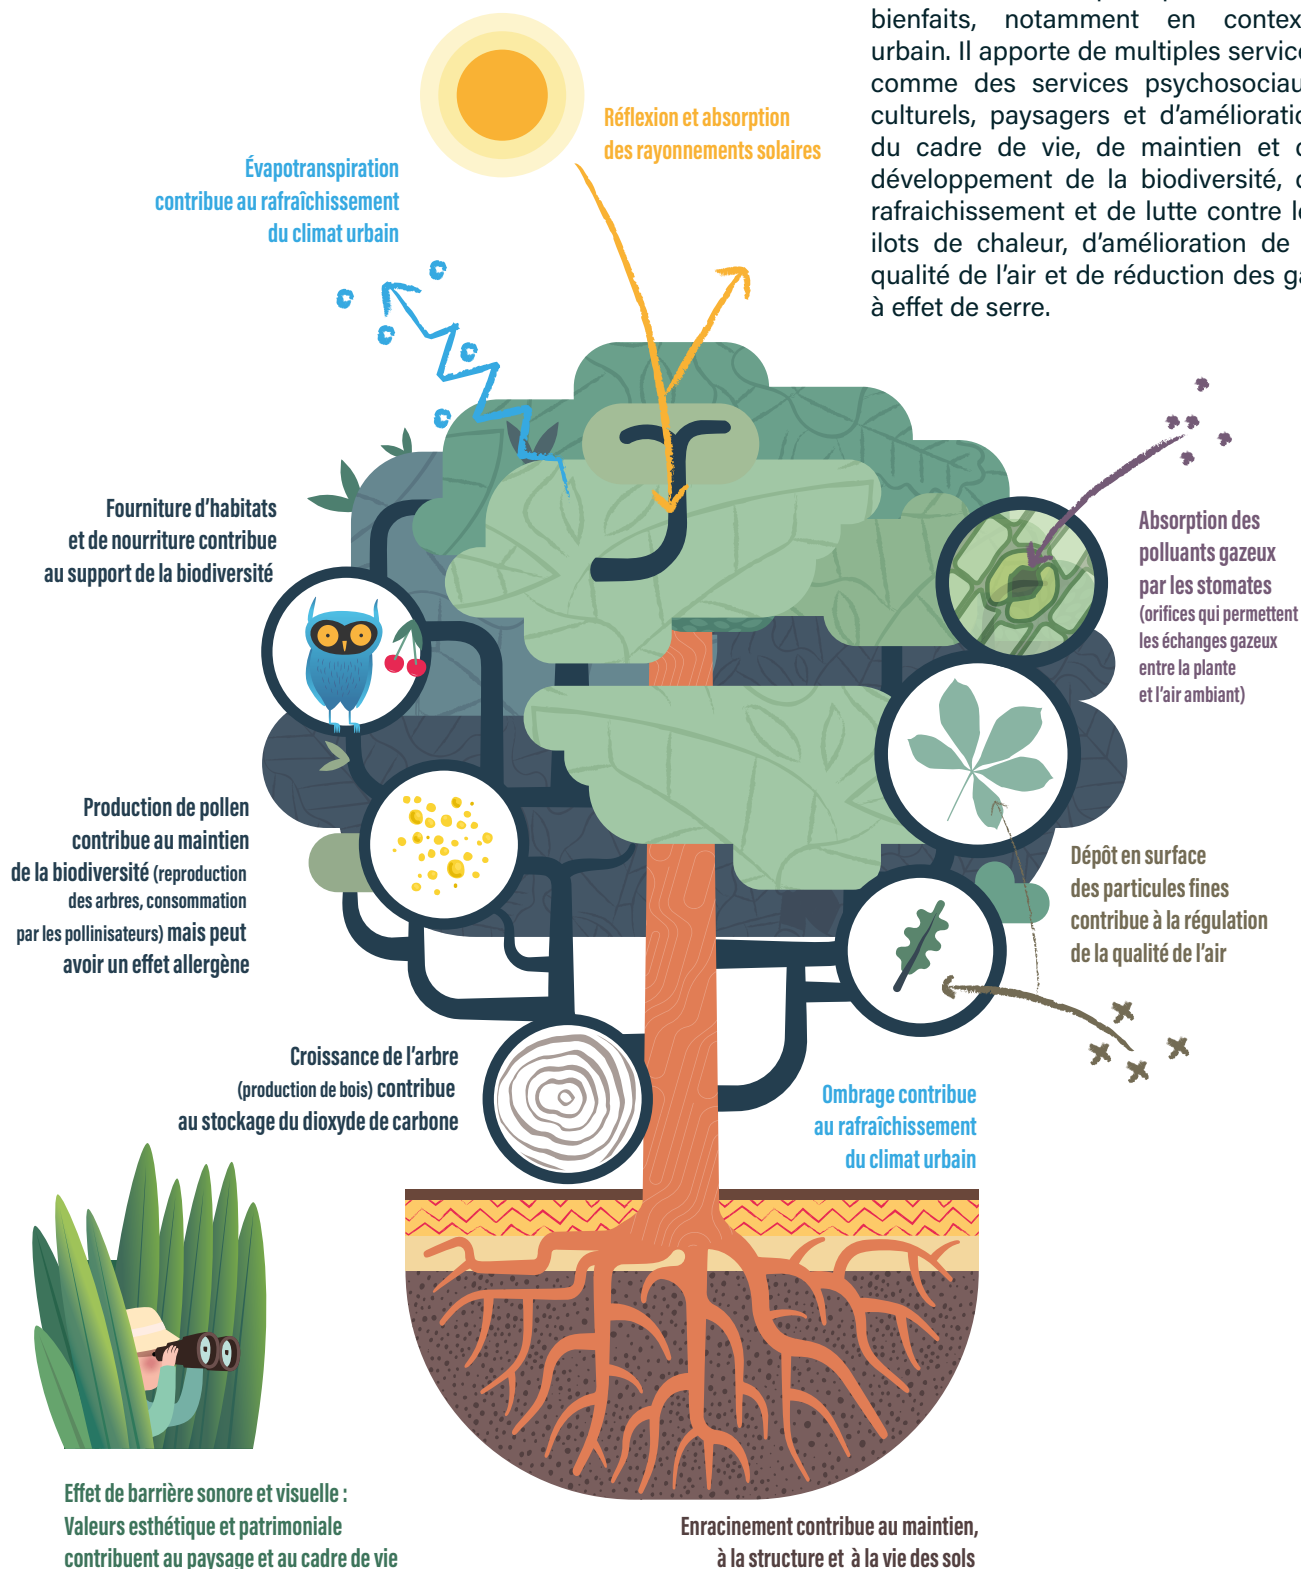 bienfaits, notamment en contex
urbain. Il apporte de multiples service
comme des services psychosociau
culturels, paysagers et d’amélioratio
du cadre de vie, de maintien et d
développement de la biodiversité, d
rafraichissement et de lutte contre le
ilots de chaleur, d’amélioration de
qualité de l’air et de réduction des ga
à effet de serre.
Réflexion et absorption
des rayonnements solaires
Évapotranspiration
contribue au rafraîchissement
du climat urbain
Fourniture d’habitats
et de nourriture contribue
au support de la biodiversité
Absorption des
polluants gazeux
par les stomates
(orifices qui permettent
les échanges gazeux
entre la plante
et l’air ambiant)
Production de pollen
contribue au maintien
de la biodiversité (reproduction
des arbres, consommation
par les pollinisateurs) mais peut
avoir un effet allergène
Dépôt en surface
des particules fines
contribue à la régulation
de la qualité de l’air
Croissance de l’arbre
(production de bois) contribue
au stockage du dioxyde de carbone
Ombrage contribue
au rafraîchissement
du climat urbain
Effet de barrière sonore et visuelle :
Valeurs esthétique et patrimoniale
contribuent au paysage et au cadre de vie
Enracinement contribue au maintien,
à la structure et à la vie des sols